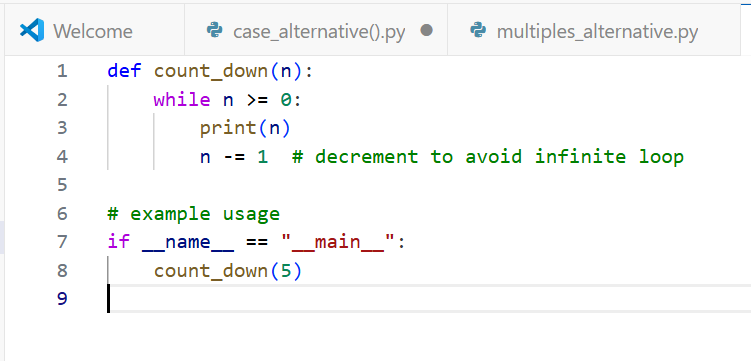 Welcome case_alternative().py multiples_alternative.py
1 def count_down(n):
2     while n >= 0:
3         print(n)
4         n -= 1  # decrement to avoid infinite loop
5
6 # example usage
7 if __name__ == "__main__":
8     count_down(5)
9